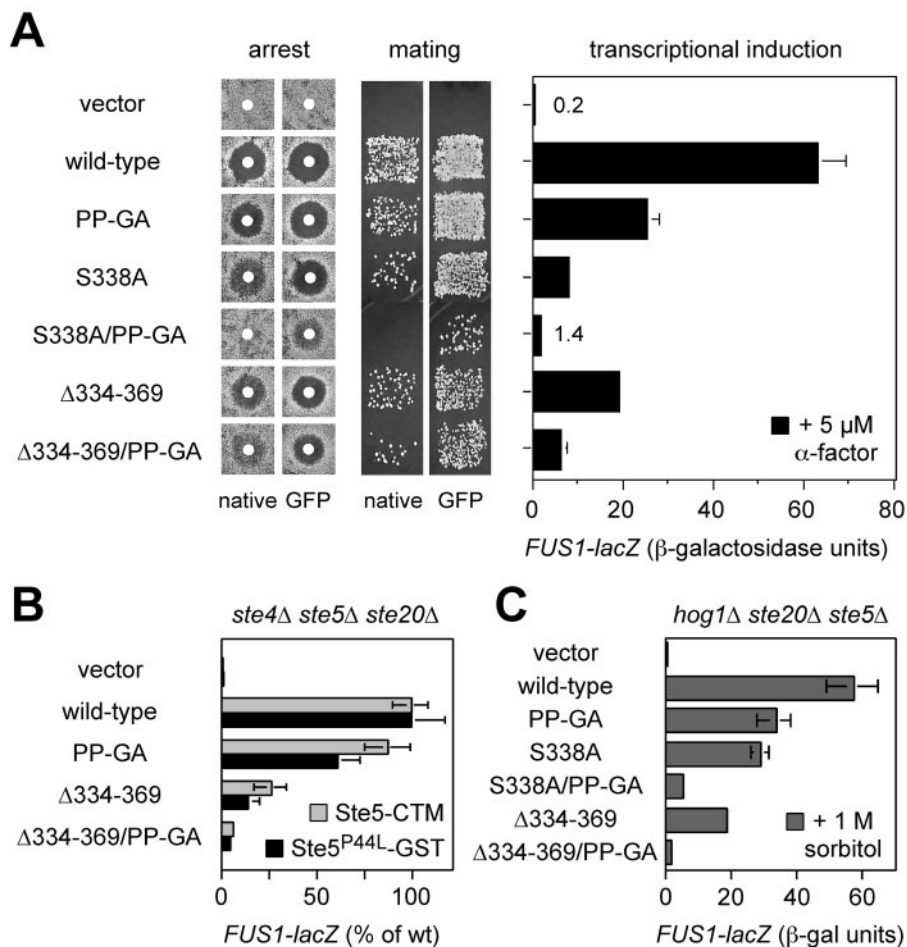 A
arrest mating transcriptional induction
vector
wild-type
PP-GA
S338A
S338A/PP-GA
Δ334-369
Δ334-369/PP-GA
native GFP native GFP
0.2
1.4
+ 5 μM
α-factor
0 20 40 60 80
FUS1-lacZ (β-galactosidase units)
B
ste4Δ ste5Δ ste20Δ
vector
wild-type
PP-GA
Δ334-369
Δ334-369/PP-GA
Ste5-CTM
Ste5P44L-GST
0 50 100
FUS1-lacZ (% of wt)
C
hog1Δ ste20Δ ste5Δ
vector
wild-type
PP-GA
S338A
S338A/PP-GA
Δ334-369
Δ334-369/PP-GA
+ 1 M
sorbitol
0 20 40 60
FUS1-lacZ (β-gal units)